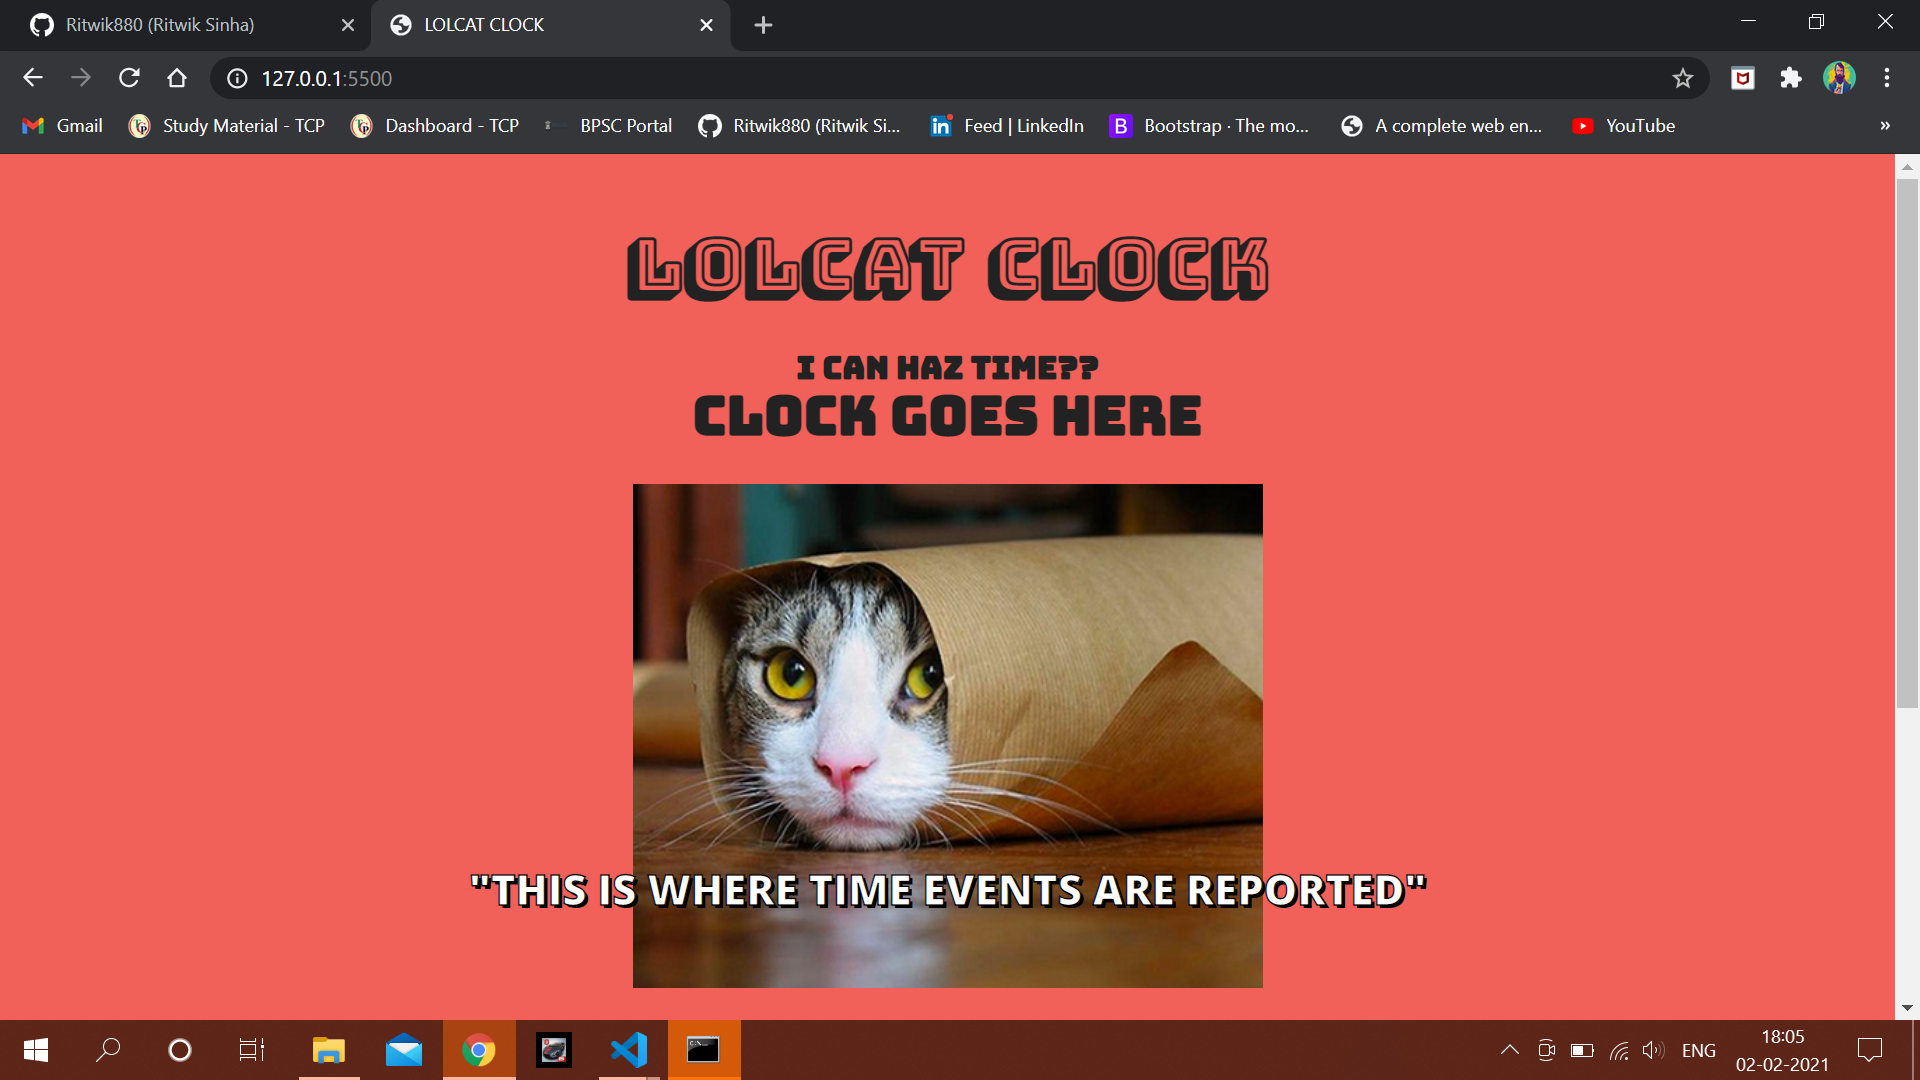 Ritwik880 (Ritwik Sinha)
LOLCAT CLOCK
127.0.0.1:5500
Gmail
Study Material - TCP
Dashboard - TCP
BPSC Portal
Ritwik880 (Ritwik Si...
Feed | LinkedIn
Bootstrap · The mo...
A complete web en...
YouTube
»
LOLCAT CLOCK
I CAN HAZ TIME??
CLOCK GOES HERE
"THIS IS WHERE TIME EVENTS ARE REPORTED"
ENG
18:05
02-02-2021